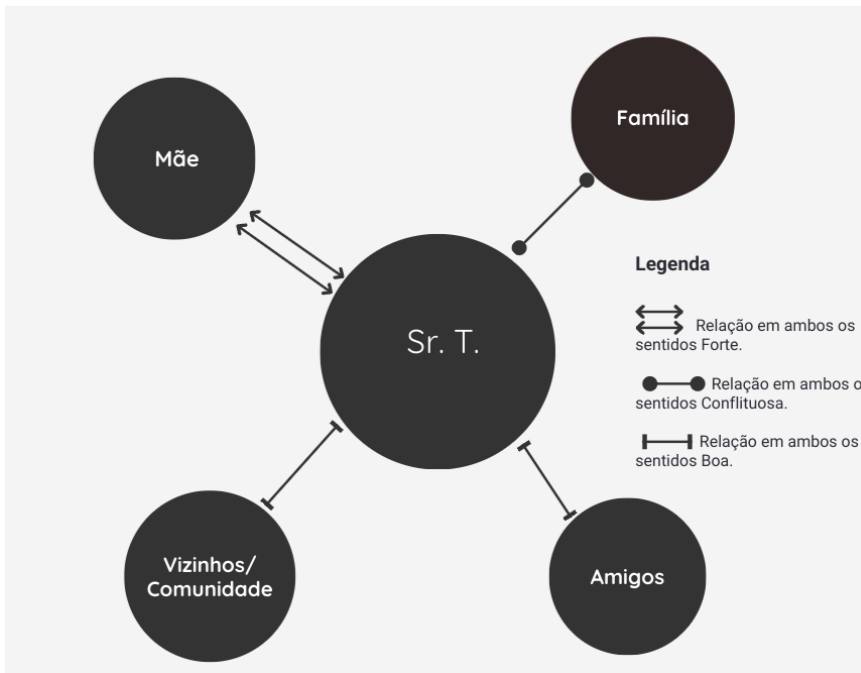 Família
Mãe
Legenda
Sr. T.
Relação em ambos os
sentidos Forte.
Relação em ambos o
sentidos Conflituosa.
Relação em ambos os
sentidos Boa.
Vizinhos/
Comunidade
Amigos